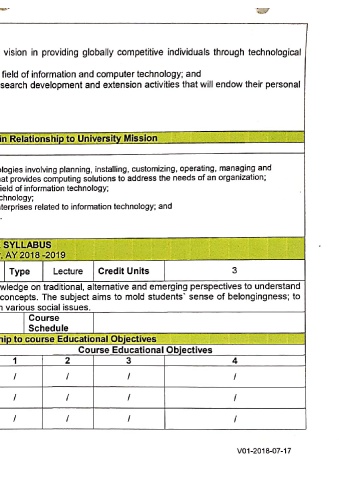 vision in providing globally competitive individuals through technological
field of information and computer technology; and
search development and extension activities that will endow their personal
in Relationship to University Mission
logies involving planning, installing, customizing, operating, managing and
hat provides computing solutions to address the needs of an organization;
field of information technology;
chnology;
terprises related to information technology; and
SYLLABUS
, AY 2018 -2019
Type Lecture Credit Units 3
wledge on traditional, alternative and emerging perspectives to understand
concepts. The subject aims to mold students' sense of belongingness; to
n various social issues.
Course
Schedule
hip to course Educational Objectives
Course Educational Objectives
1 2 3 4
/ / / /
/ / / /
/ / / /
V01-2018-07-17